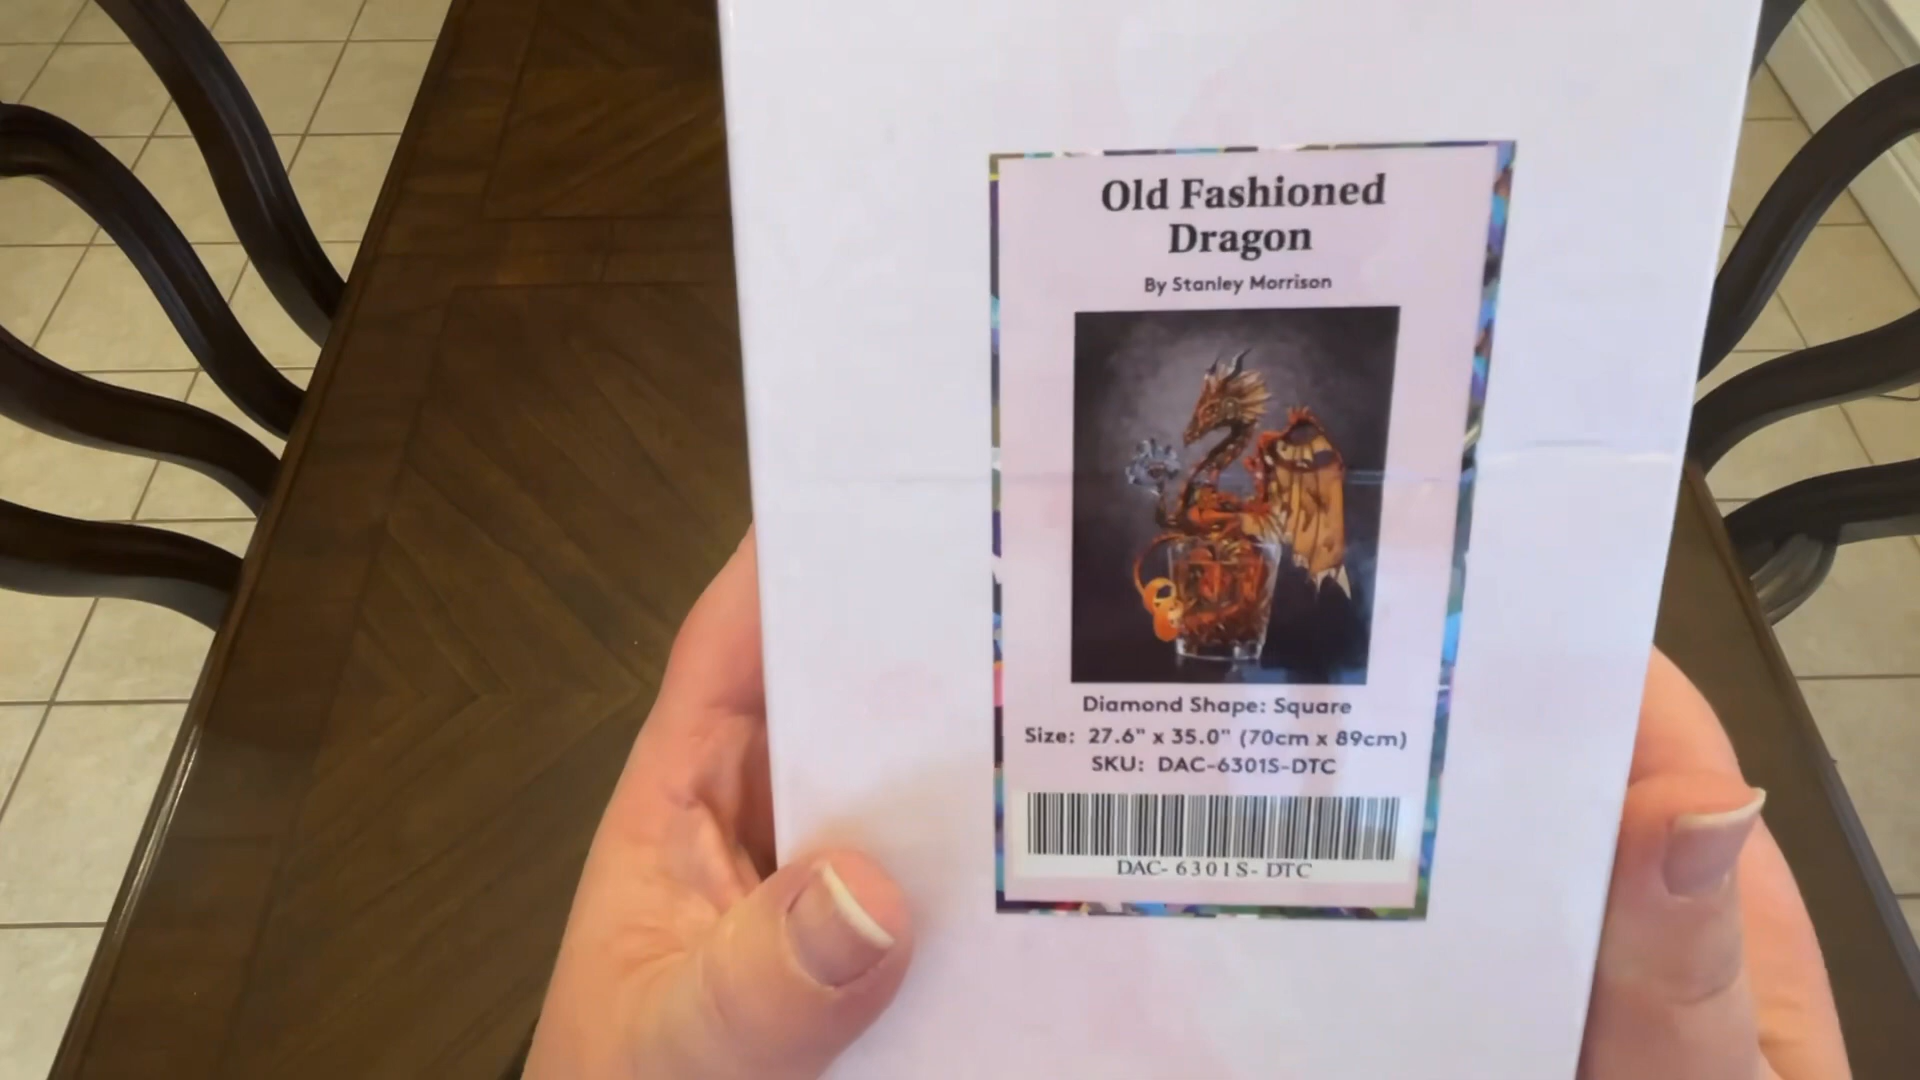 Old Fashioned
Dragon
By Stanley Morrison
Diamond Shape: Square
Size: 27.6" x 35.0" (70cm x 89cm)
SKU: DAC-6301S-DTC
DAC- 6301S- DTC